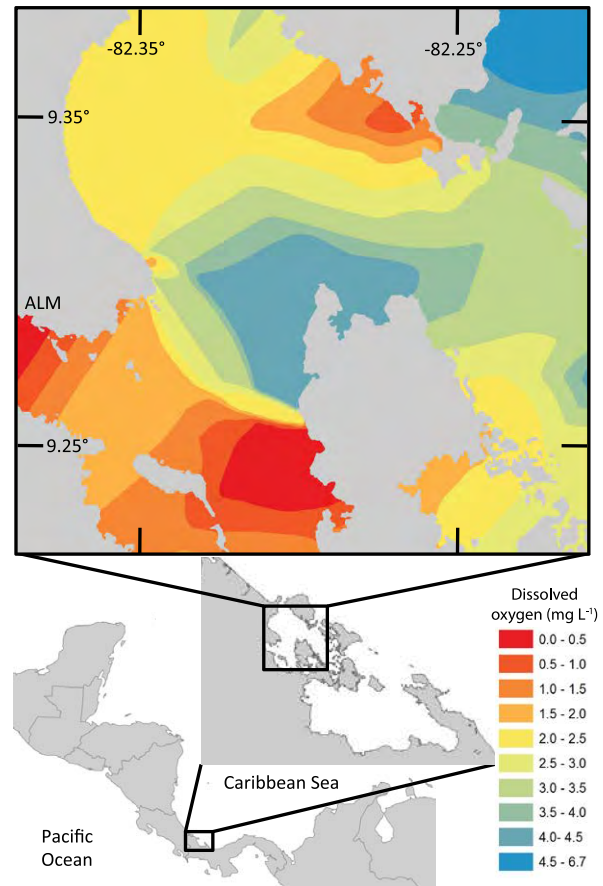 -82.35°
-82.25°
9.35°
ALM
9.25°
Dissolved
oxygen (mg L⁻¹)
0.0 - 0.5
0.5 - 1.0
1.0 - 1.5
1.5 - 2.0
2.0 - 2.5
2.5 - 3.0
3.0 - 3.5
3.5 - 4.0
4.0- 4.5
4.5 - 6.7
Caribbean Sea
Pacific
Ocean